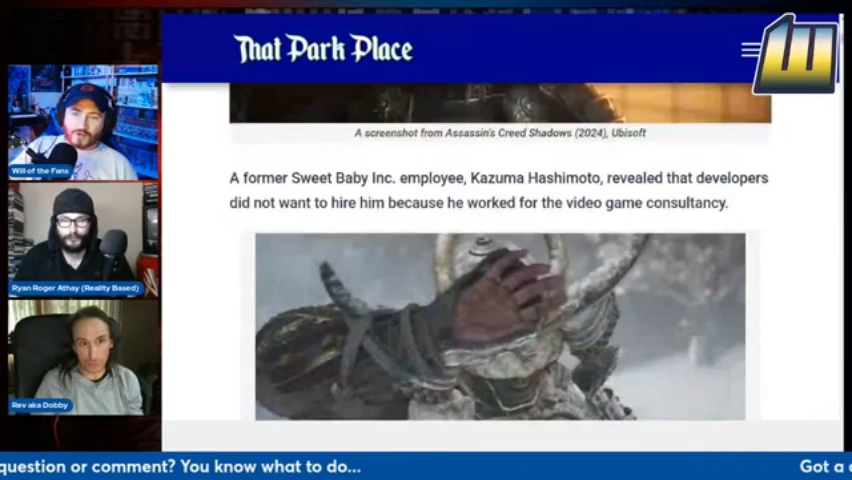 That Park Place
A screenshot from Assassin's Creed Shadows (2024), Ubisoft
A former Sweet Baby Inc. employee, Kazuma Hashimoto, revealed that developers
did not want to hire him because he worked for the video game consultancy.
Will of the Fans
Ryan Roger Athay (Reality Based)
Rev aka Dobby
question or comment? You know what to do...
Got a